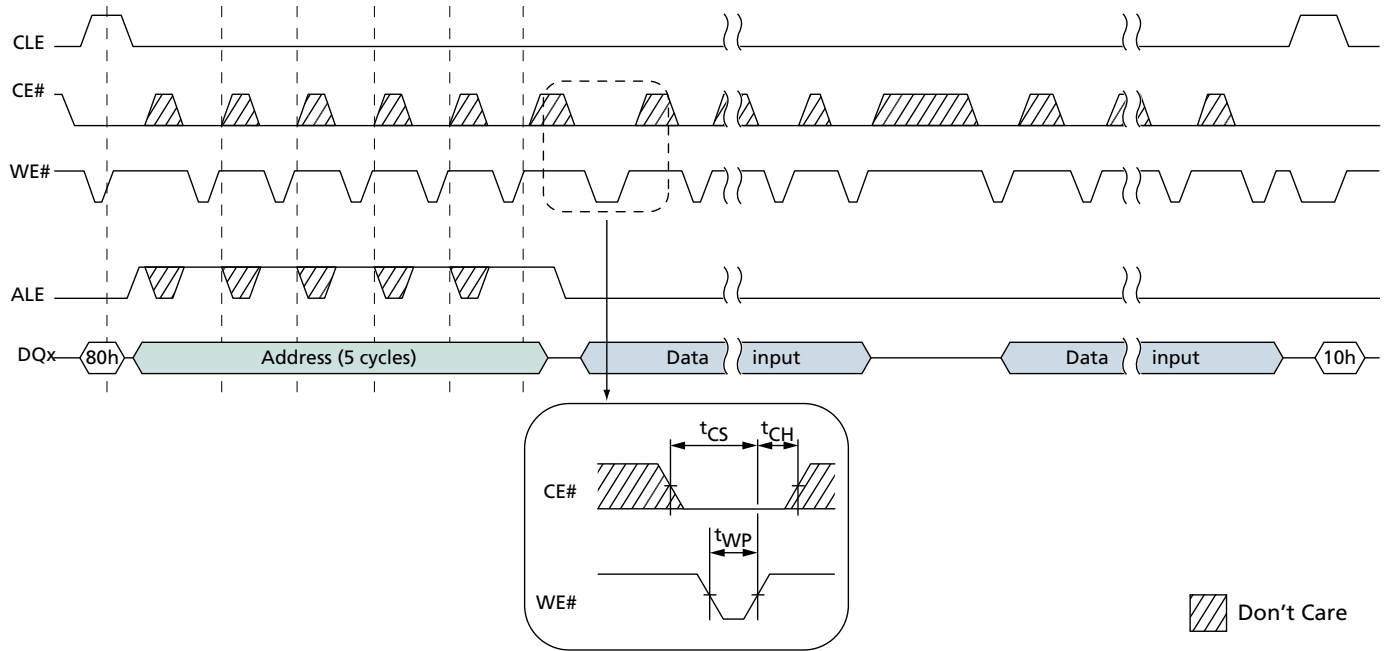 CLE
CE#
WE#
ALE
DQx
80h
Address (5 cycles)
Data input
Data input
10h
tCS
tCH
CE#
tWP
WE#
Don't Care